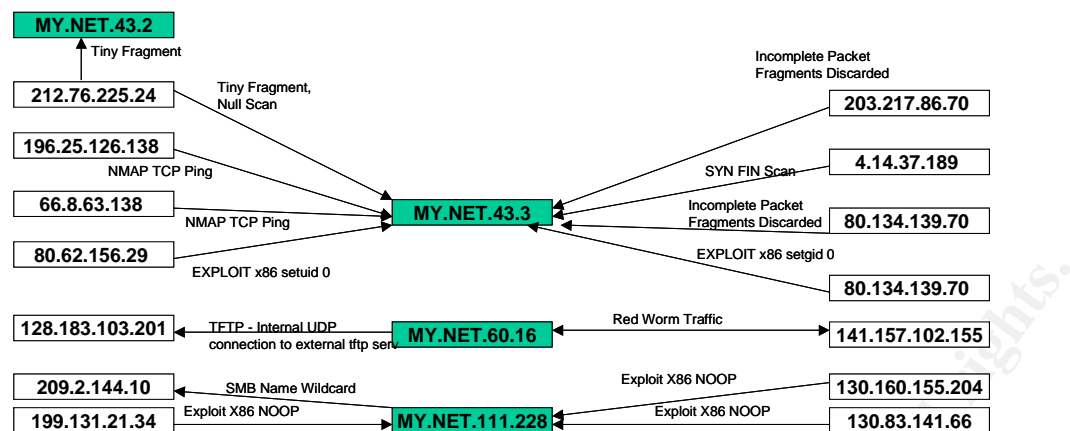 MY.NET.43.2
Tiny Fragment
212.76.225.24
Tiny Fragment,
Null Scan
196.25.126.138
NMAP TCP Ping
66.8.63.138
NMAP TCP Ping
80.62.156.29
EXPLOIT x86 setuid 0
MY.NET.43.3
Incomplete Packet
Fragments Discarded
203.217.86.70
SYN FIN Scan
4.14.37.189
Incomplete Packet
Fragments Discarded
80.134.139.70
EXPLOIT x86 setgid 0
80.134.139.70
128.183.103.201
TFTP - Internal UDP
connection to external tftp serv
MY.NET.60.16
Red Worm Traffic
141.157.102.155
209.2.144.10
SMB Name Wildcard
Exploit X86 NOOP
130.160.155.204
199.131.21.34
Exploit X86 NOOP
MY.NET.111.228
Exploit X86 NOOP
130.83.141.66